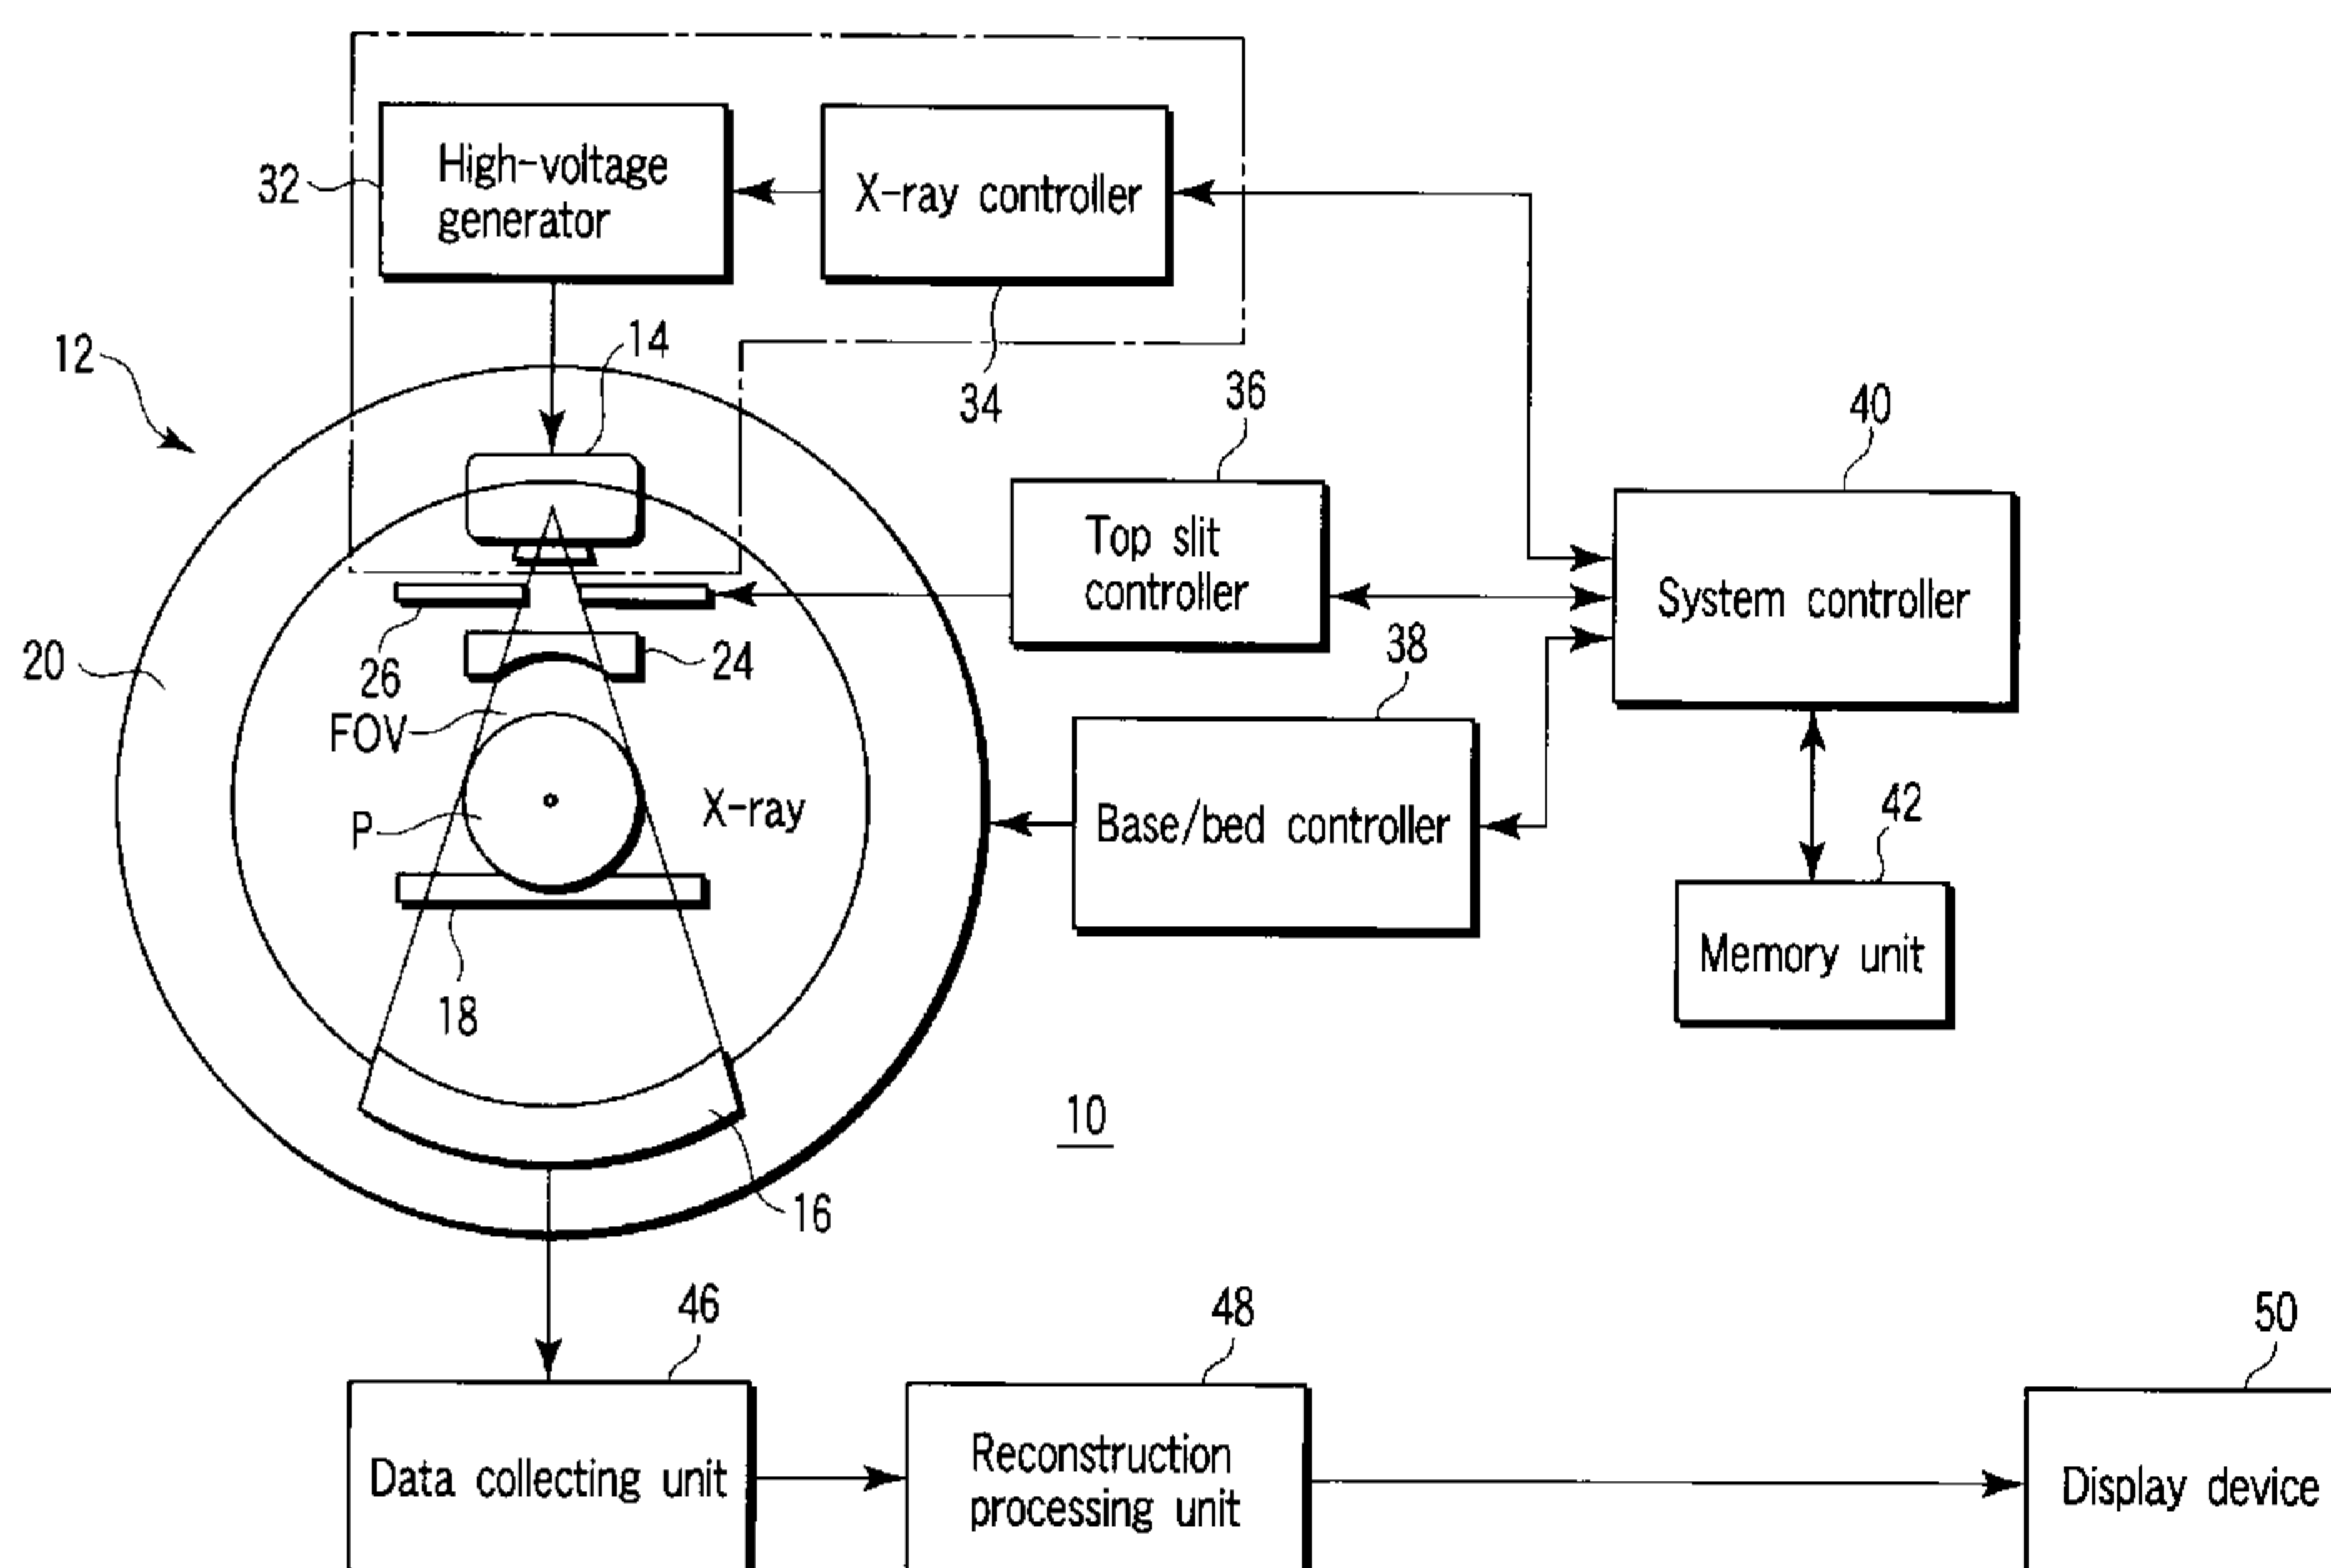 High-voltage
generator
32
X-ray controller
34
12
14
36
40
Top slit
controller
System controller
20
26
24
38
FOV
P
X-ray
Base/bed controller
42
Memory unit
18
10
16
46
48
50
Data collecting unit
Reconstruction
processing unit
Display device